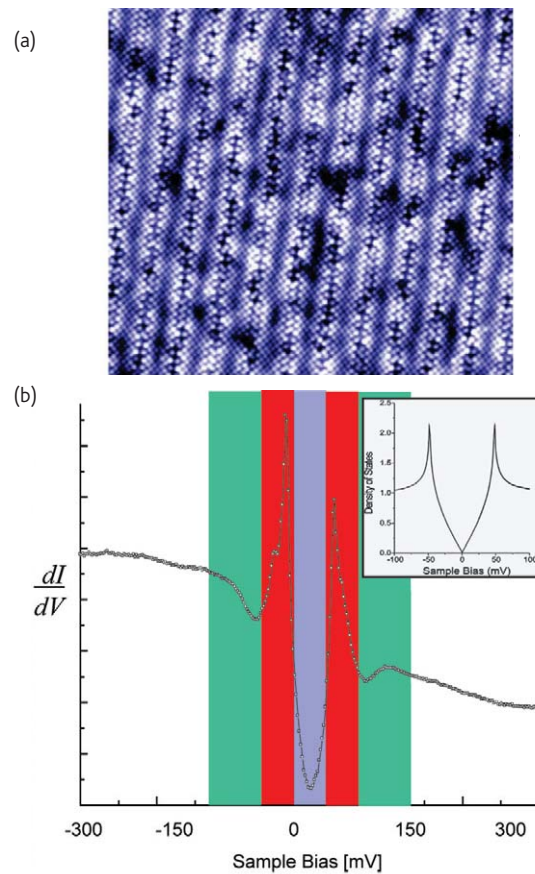 (a)
(b)
2.5
2.0
1.5
1.0
0.5
0.0
Density of States
-100 -50 0 50 100
Sample Bias (mV)
dI
dV
-300 -150 0 150 300
Sample Bias [mV]